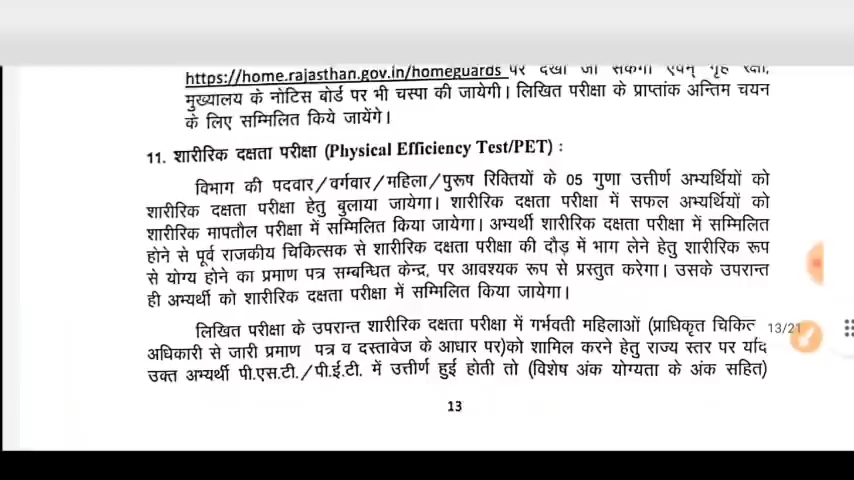 https://home.rajasthan.gov.in/homeguards पर देखी जा सकेगी एवम् गृह रक्षा,
मुख्यालय के नोटिस बोर्ड पर भी चस्पा की जायेगी। लिखित परीक्षा के प्राप्तांक अन्तिम चयन
के लिए सम्मिलित किये जायेंगे।
11. शारीरिक दक्षता परीक्षा (Physical Efficiency Test/PET) :
विभाग की पदवार/वर्गवार/महिला/पुरूष रिक्तियों के 05 गुणा उत्तीर्ण अभ्यर्थियों को
शारीरिक दक्षता परीक्षा हेतु बुलाया जायेगा। शारीरिक दक्षता परीक्षा में सफल अभ्यर्थियों को
शारीरिक मापतौल परीक्षा में सम्मिलित किया जायेगा। अभ्यर्थी शारीरिक दक्षता परीक्षा में सम्मिलित
होने से पूर्व राजकीय चिकित्सक से शारीरिक दक्षता परीक्षा की दौड़ में भाग लेने हेतु शारीरिक रूप
से योग्य होने का प्रमाण पत्र सम्बन्धित केन्द्र, पर आवश्यक रूप से प्रस्तुत करेगा। उसके उपरान्त
ही अभ्यर्थी को शारीरिक दक्षता परीक्षा में सम्मिलित किया जायेगा।
लिखित परीक्षा के उपरान्त शारीरिक दक्षता परीक्षा में गर्भवती महिलाओं (प्राधिकृत चिकित्
13/21
अधिकारी से जारी प्रमाण पत्र व दस्तावेज के आधार पर)को शामिल करने हेतु राज्य स्तर पर यदि
उक्त अभ्यर्थी पी.एस.टी./पी.ई.टी. में उत्तीर्ण हुई होती तो (विशेष अंक योग्यता के अंक सहित)
13